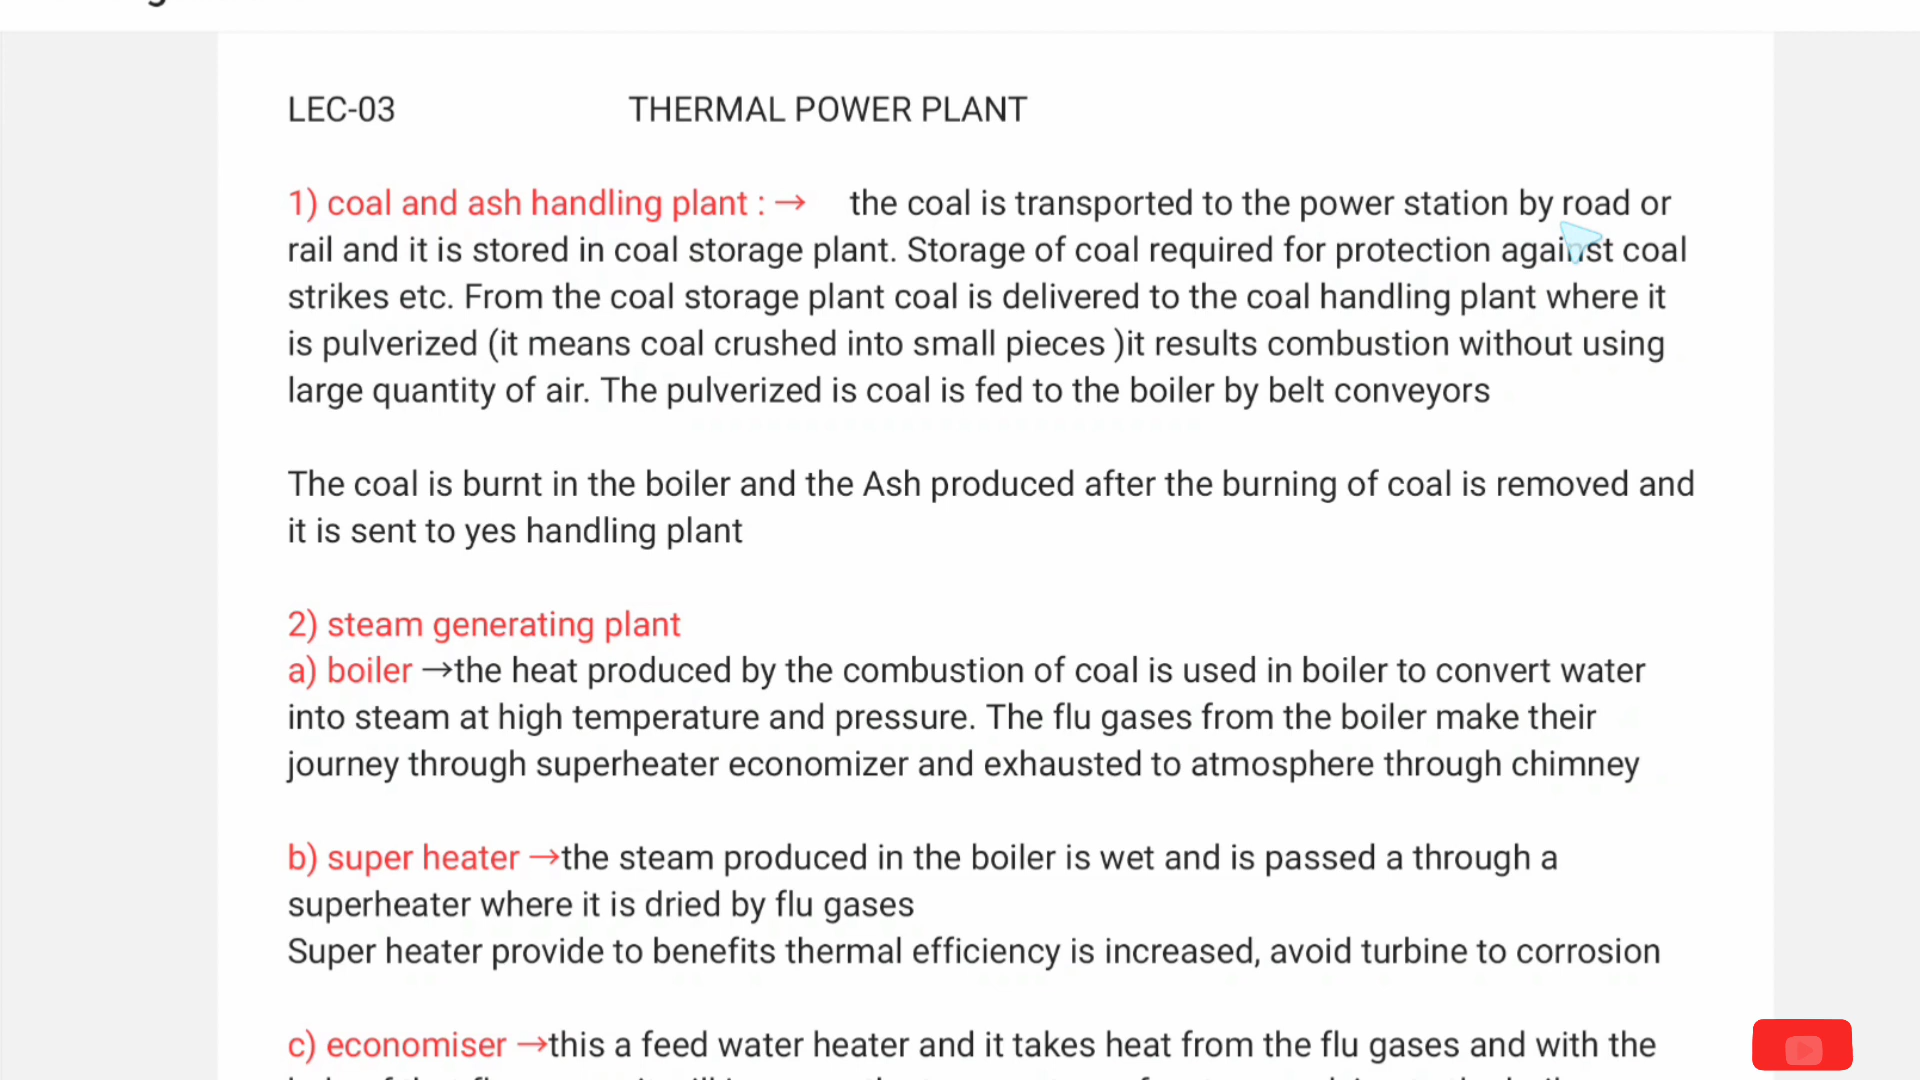 LEC-03 THERMAL POWER PLANT
1) coal and ash handling plant : → the coal is transported to the power station by road or
rail and it is stored in coal storage plant. Storage of coal required for protection against coal
strikes etc. From the coal storage plant coal is delivered to the coal handling plant where it
is pulverized (it means coal crushed into small pieces )it results combustion without using
large quantity of air. The pulverized is coal is fed to the boiler by belt conveyors
The coal is burnt in the boiler and the Ash produced after the burning of coal is removed and
it is sent to yes handling plant
2) steam generating plant
a) boiler →the heat produced by the combustion of coal is used in boiler to convert water
into steam at high temperature and pressure. The flu gases from the boiler make their
journey through superheater economizer and exhausted to atmosphere through chimney
b) super heater →the steam produced in the boiler is wet and is passed a through a
superheater where it is dried by flu gases
Super heater provide to benefits thermal efficiency is increased, avoid turbine to corrosion
c) economiser →this a feed water heater and it takes heat from the flu gases and with the